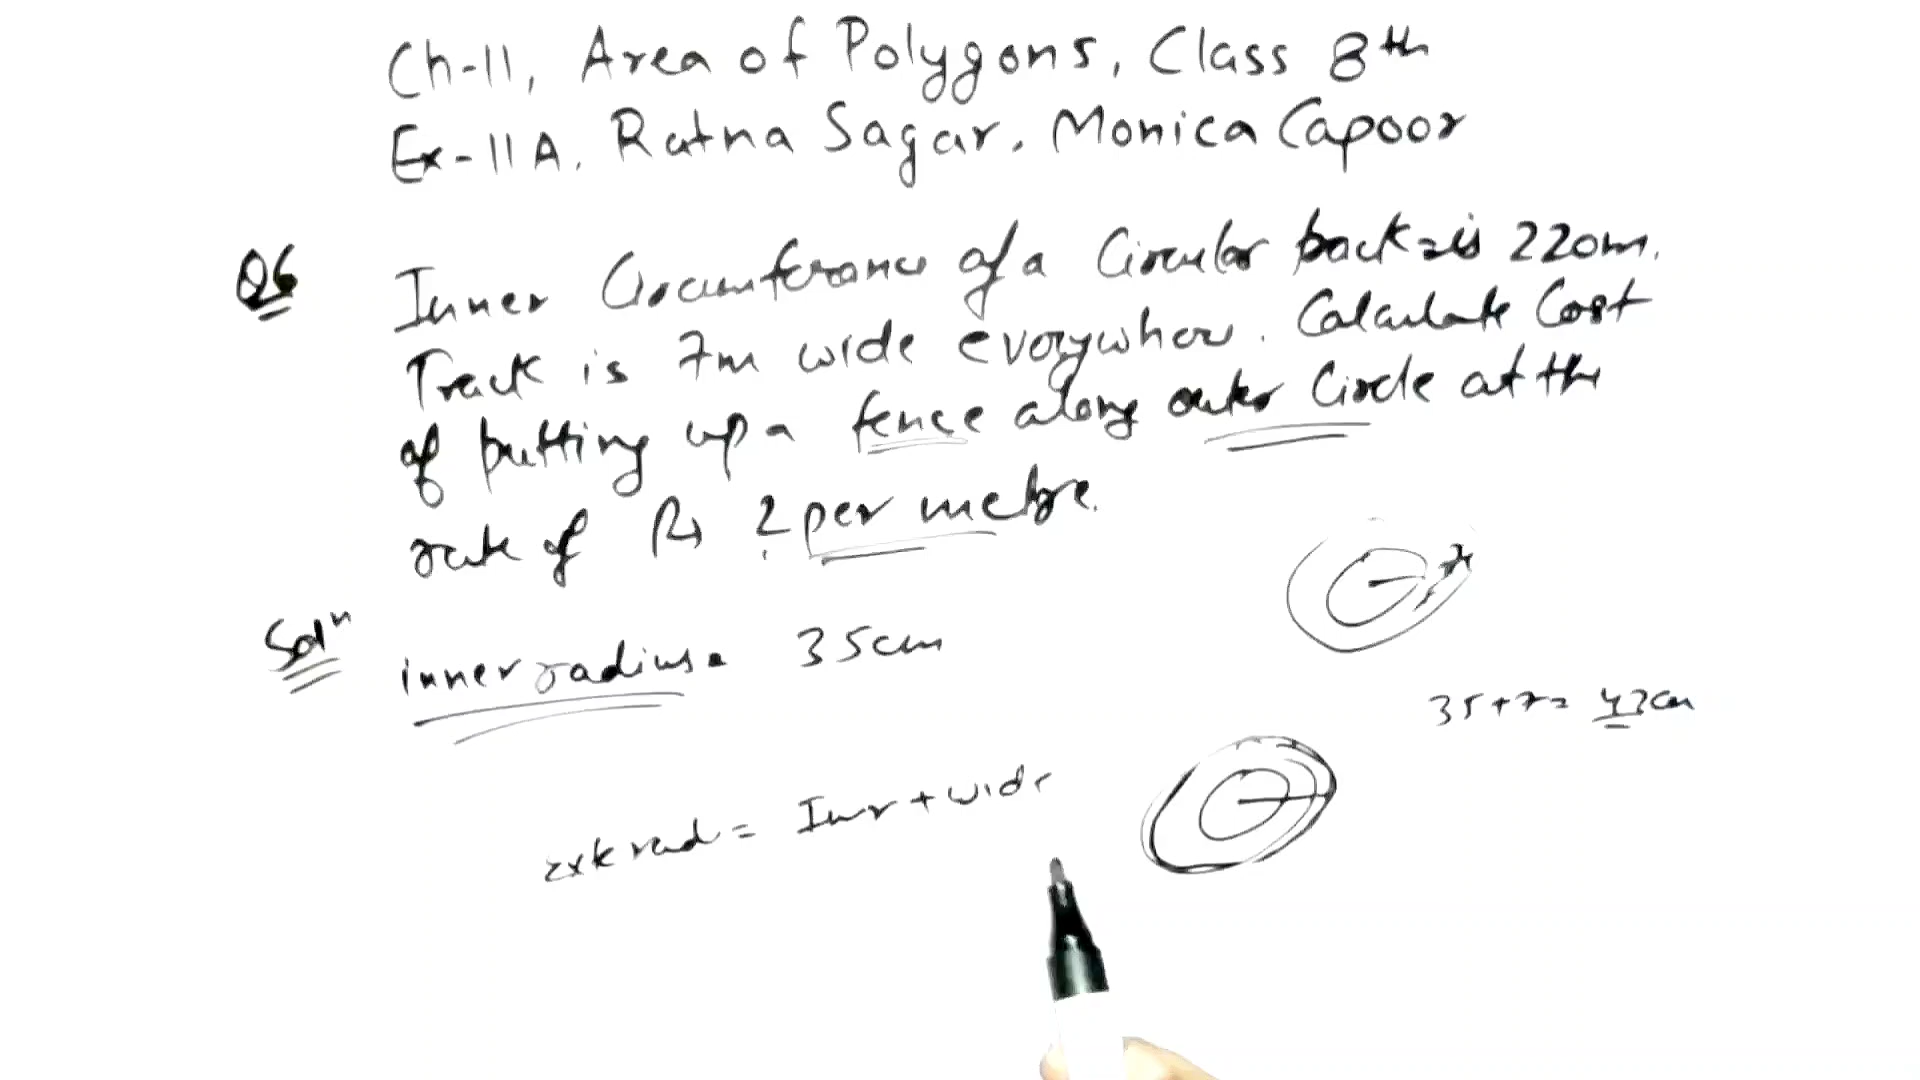 Ch-11, Area of Polygons, Class 8th
Ex-11A, Ratna Sagar, Monica Capoor
Q6 Inner Circumference of a Circular track is 220m.
Track is 7m wide everywhere. Calculate Cost
of putting up a fence along outer Circle at the
rate of Rs 2 per metre.
7
Soln inner radius = 35cm
35+7= 42cm
ext rad = Inr + wide